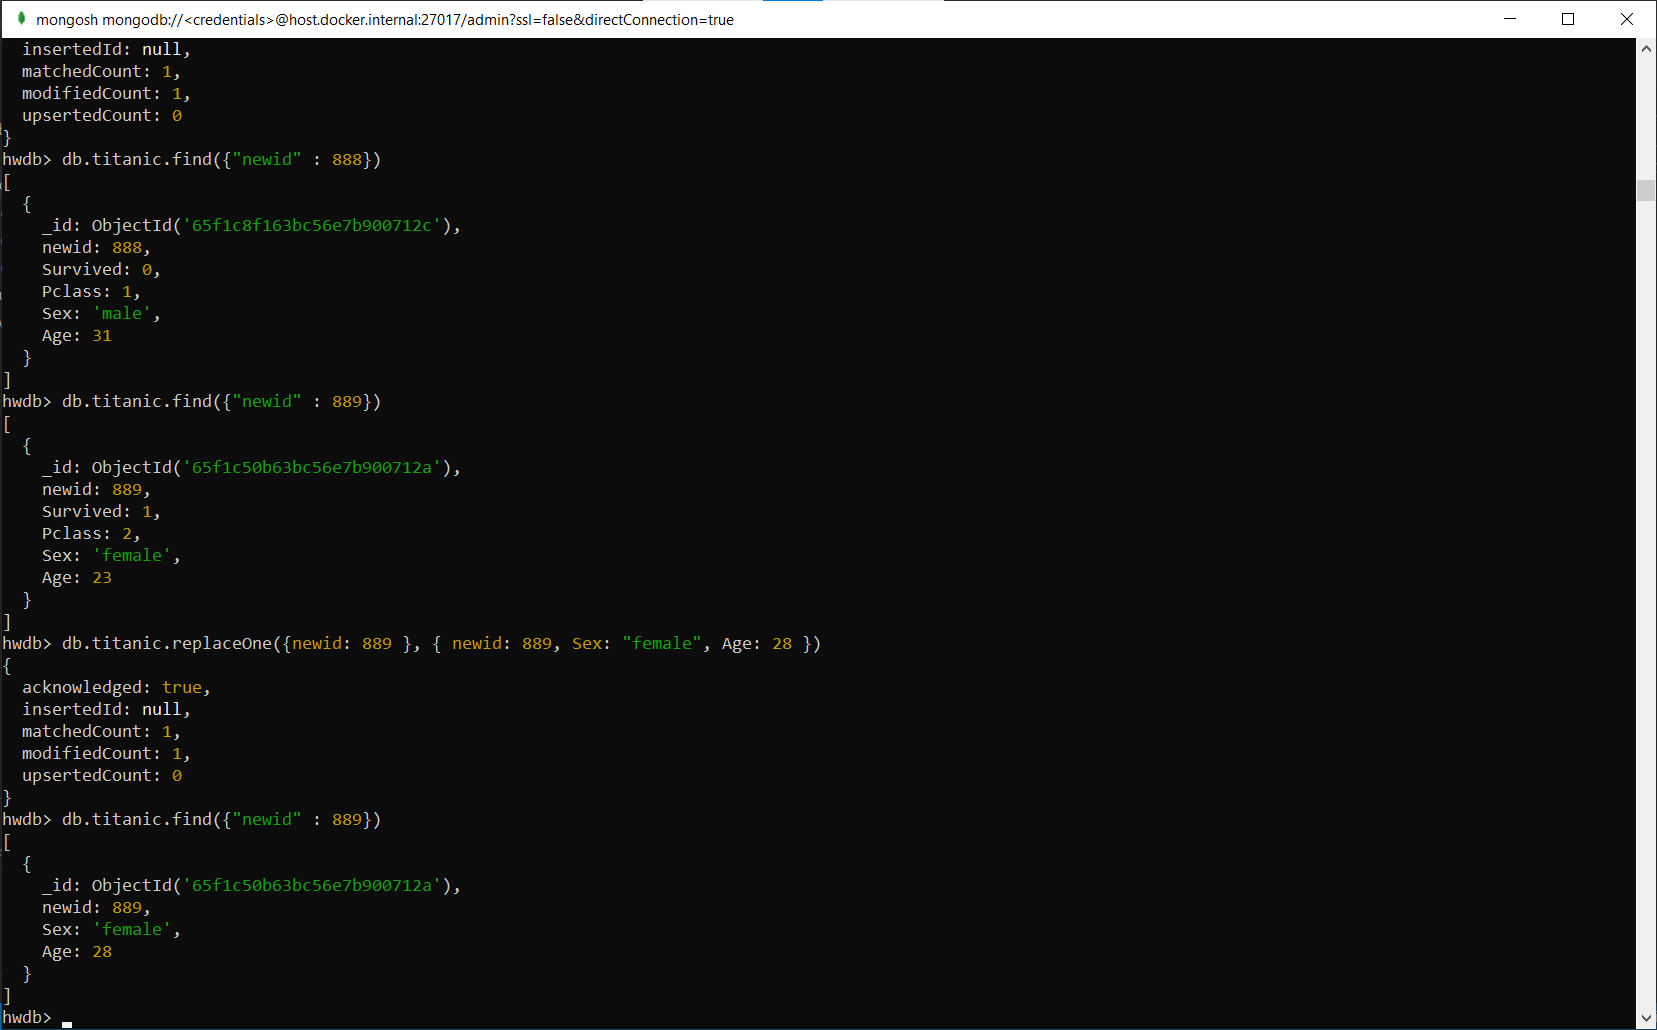 mongosh mongodb://<credentials>@host.docker.internal:27017/admin?ssl=false&directConnection=true
  insertedId: null,
  matchedCount: 1,
  modifiedCount: 1,
  upsertedCount: 0
}
hwdb> db.titanic.find({"newid" : 888})
[
  {
    _id: ObjectId('65f1c8f163bc56e7b900712c'),
    newid: 888,
    Survived: 0,
    Pclass: 1,
    Sex: 'male',
    Age: 31
  }
]
hwdb> db.titanic.find({"newid" : 889})
[
  {
    _id: ObjectId('65f1c50b63bc56e7b900712a'),
    newid: 889,
    Survived: 1,
    Pclass: 2,
    Sex: 'female',
    Age: 23
  }
]
hwdb> db.titanic.replaceOne({newid: 889 }, { newid: 889, Sex: "female", Age: 28 })
{
  acknowledged: true,
  insertedId: null,
  matchedCount: 1,
  modifiedCount: 1,
  upsertedCount: 0
}
hwdb> db.titanic.find({"newid" : 889})
[
  {
    _id: ObjectId('65f1c50b63bc56e7b900712a'),
    newid: 889,
    Sex: 'female',
    Age: 28
  }
]
hwdb>